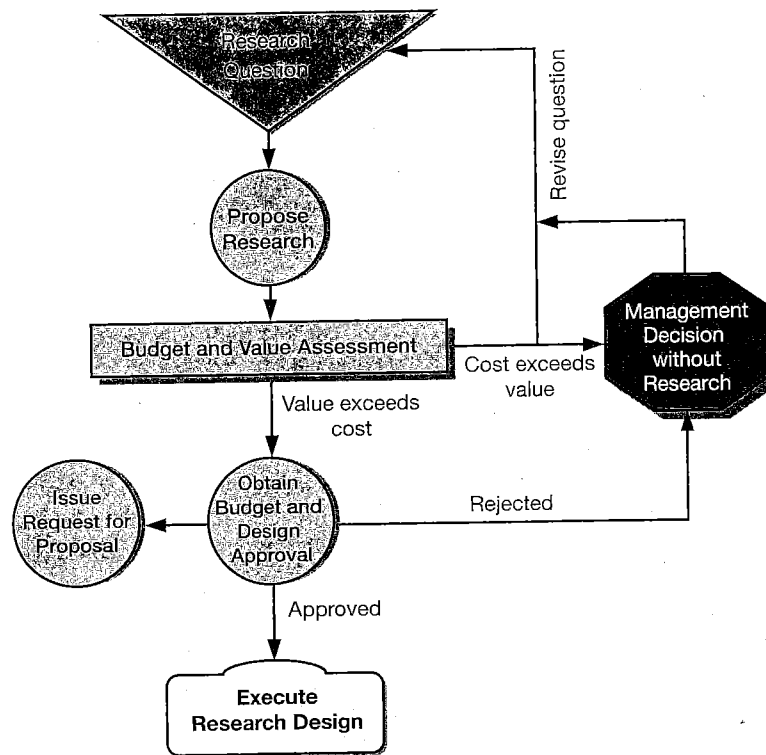 Research
Question
Revise question
Propose
Research
Management
Decision
without
Research
Budget and Value Assessment
Cost exceeds
value
Value exceeds
cost
Issue
Request for
Proposal
Obtain
Budget and
Design
Approval
Rejected
Approved
Execute
Research Design